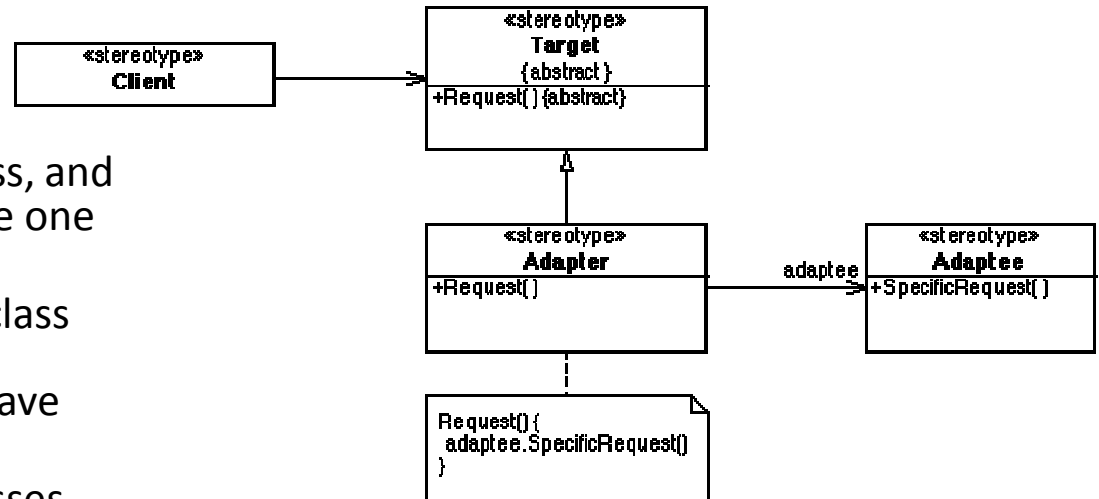 «stereotype»
Client
«stereotype»
Target
{abstract}
+Request() {abstract}
ss, and
e one
class
ave
«stereotype»
Adapter
+Request()
adaptee
«stereotype»
Adaptee
+SpecificRequest()
Request() {
adaptee.SpecificRequest()
}